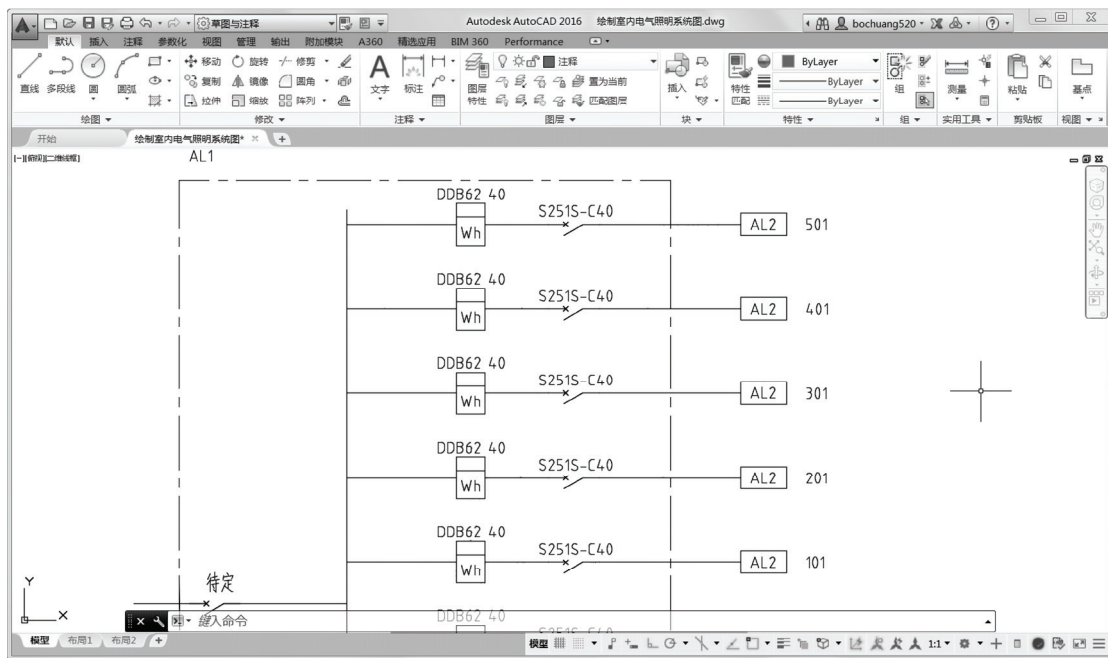 Autodesk AutoCAD 2016 绘制室内电气照明系统图.dwg
草图与注释
bochuang520
默认 插入 注释 参数化 视图 管理 输出 附加模块 A360 精选应用 BIM 360 Performance
直线 多段线 圆 圆弧
移动 旋转 修剪
复制 镜像 圆角
拉伸 缩放 阵列
文字 标注
图层特性
注释
置为当前
匹配图层
插入
特性匹配
ByLayer
ByLayer
ByLayer
组 测量 粘贴 基点
绘图 修改 注释 图层 块 特性 组 实用工具 剪贴板 视图
开始 绘制室内电气照明系统图*
[-][俯视][二维线框]
AL1
DDB62 40
S251S-C40
Wh
AL2 501
DDB62 40
S251S-C40
Wh
AL2 401
DDB62 40
S251S-C40
Wh
AL2 301
DDB62 40
S251S-C40
Wh
AL2 201
DDB62 40
S251S-C40
Wh
AL2 101
待定
Y
X
DDB62 40
键入命令
模型 布局1 布局2 +
模型 1:1